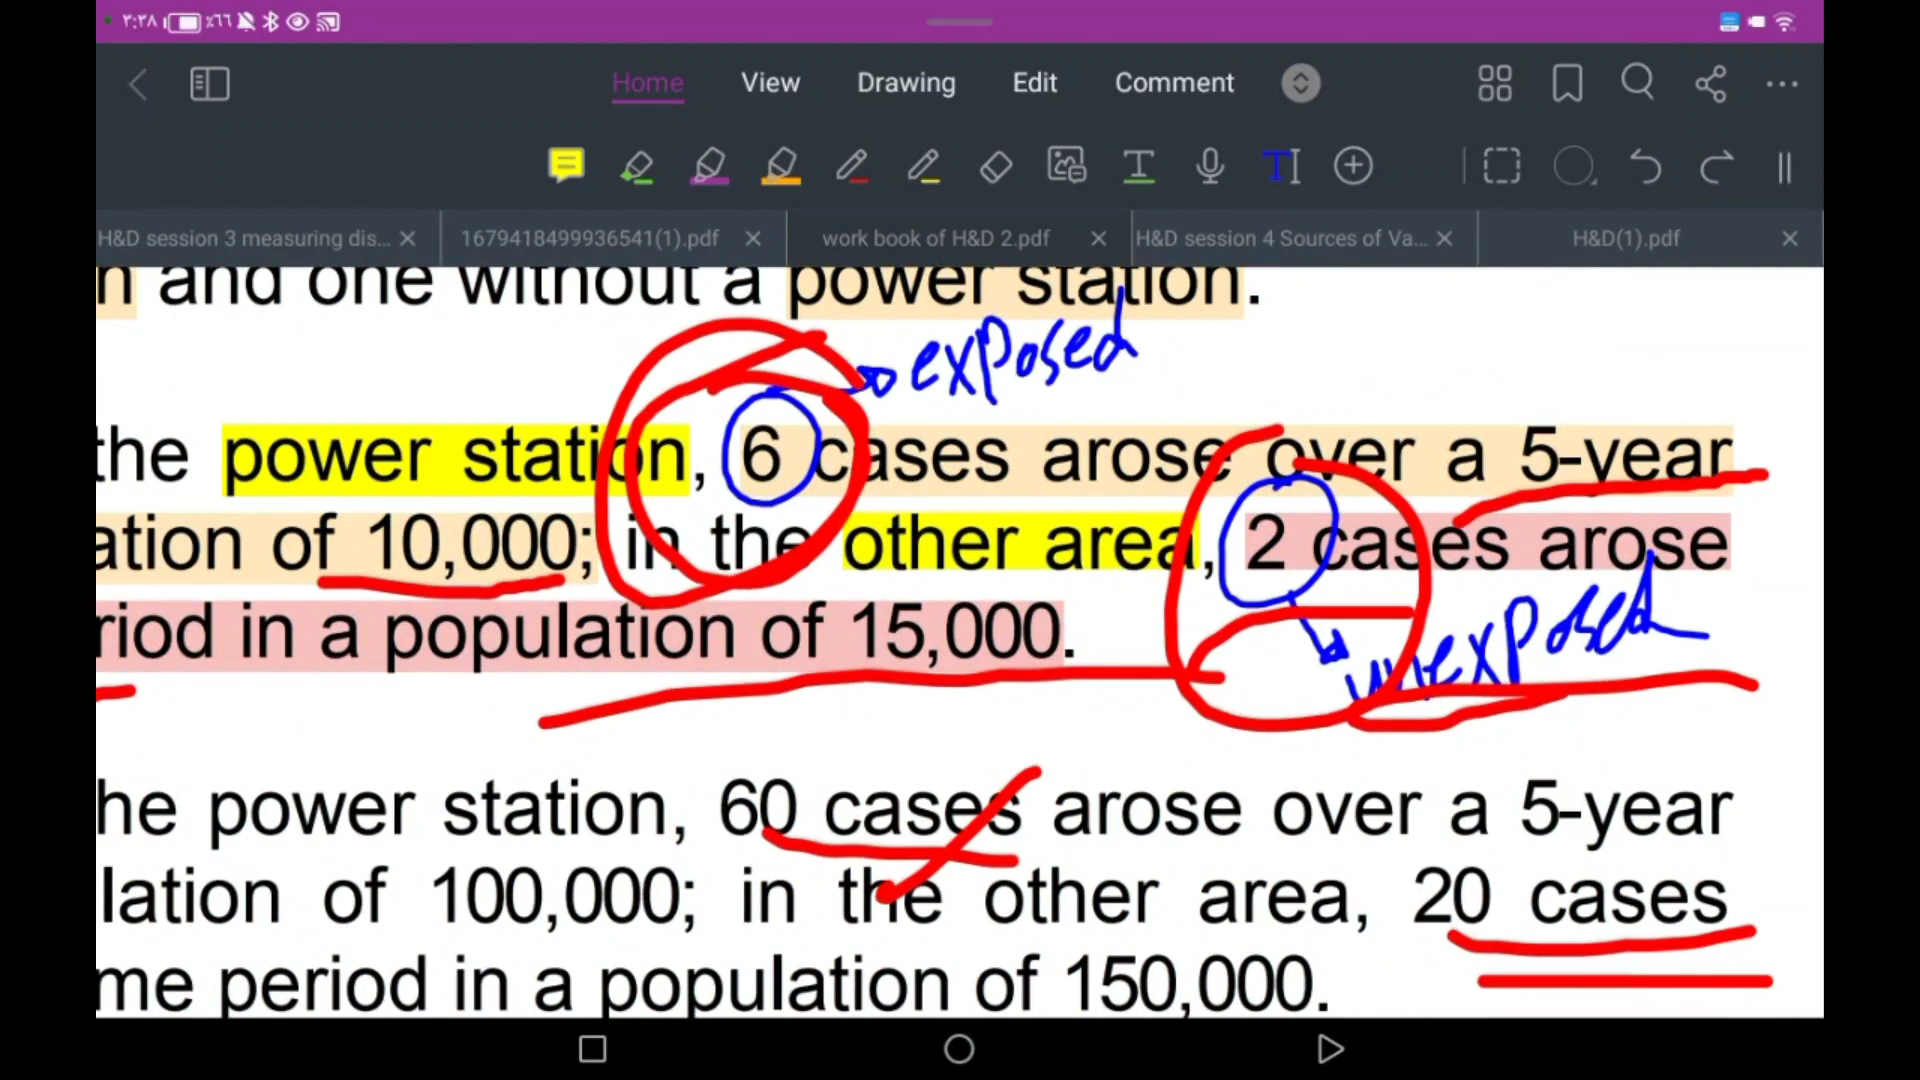 ٣:٣٨ ٪٦٦
Home View Drawing Edit Comment
H&D session 3 measuring dis... 1679418499936541(1).pdf work book of H&D 2.pdf H&D session 4 Sources of Va... H&D(1).pdf
n and one without a power station.
exposed
the power station, 6 cases arose over a 5-year
ation of 10,000; in the other area, 2 cases arose
riod in a population of 15,000.
unexposed
he power station, 60 cases arose over a 5-year
lation of 100,000; in the other area, 20 cases
me period in a population of 150,000.